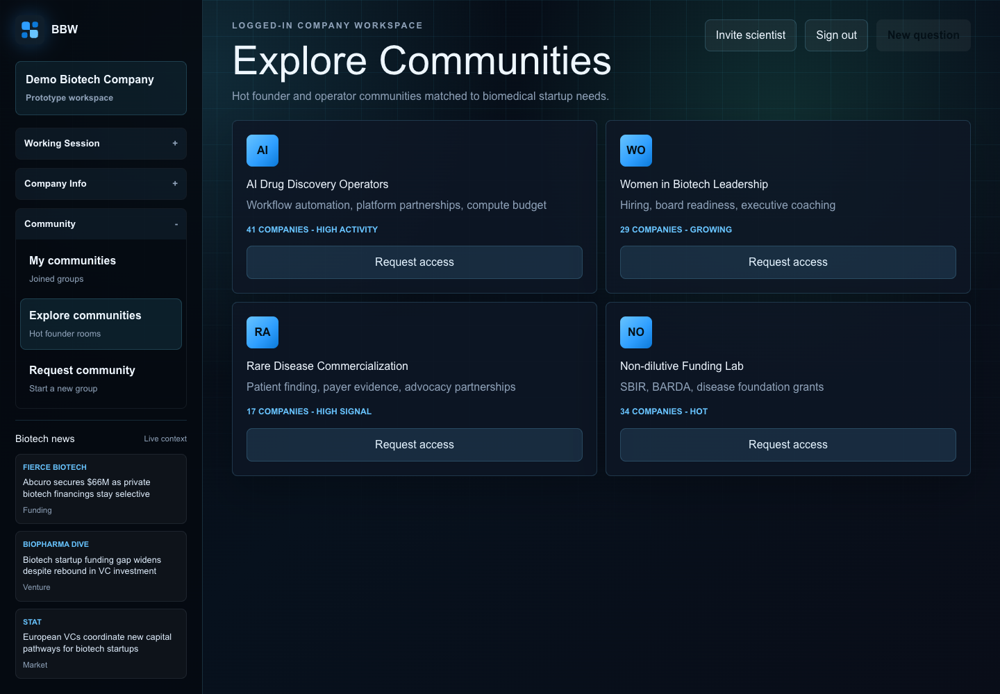 BBW
Demo Biotech Company
Prototype workspace
Working Session +
Company Info +
Community -
My communities
Joined groups
Explore communities
Hot founder rooms
Request community
Start a new group
Biotech news Live context
FIERCE BIOTECH
Abcuro secures $66M as private
biotech financings stay selective
Funding
BIOPHARMA DIVE
Biotech startup funding gap widens
despite rebound in VC investment
Venture
STAT
European VCs coordinate new capital
pathways for biotech startups
Market
LOGGED-IN COMPANY WORKSPACE
Explore Communities
Hot founder and operator communities matched to biomedical startup needs.
Invite scientist
Sign out
New question
AI
AI Drug Discovery Operators
Workflow automation, platform partnerships, compute budget
41 COMPANIES - HIGH ACTIVITY
Request access
WO
Women in Biotech Leadership
Hiring, board readiness, executive coaching
29 COMPANIES - GROWING
Request access
RA
Rare Disease Commercialization
Patient finding, payer evidence, advocacy partnerships
17 COMPANIES - HIGH SIGNAL
Request access
NO
Non-dilutive Funding Lab
SBIR, BARDA, disease foundation grants
34 COMPANIES - HOT
Request access